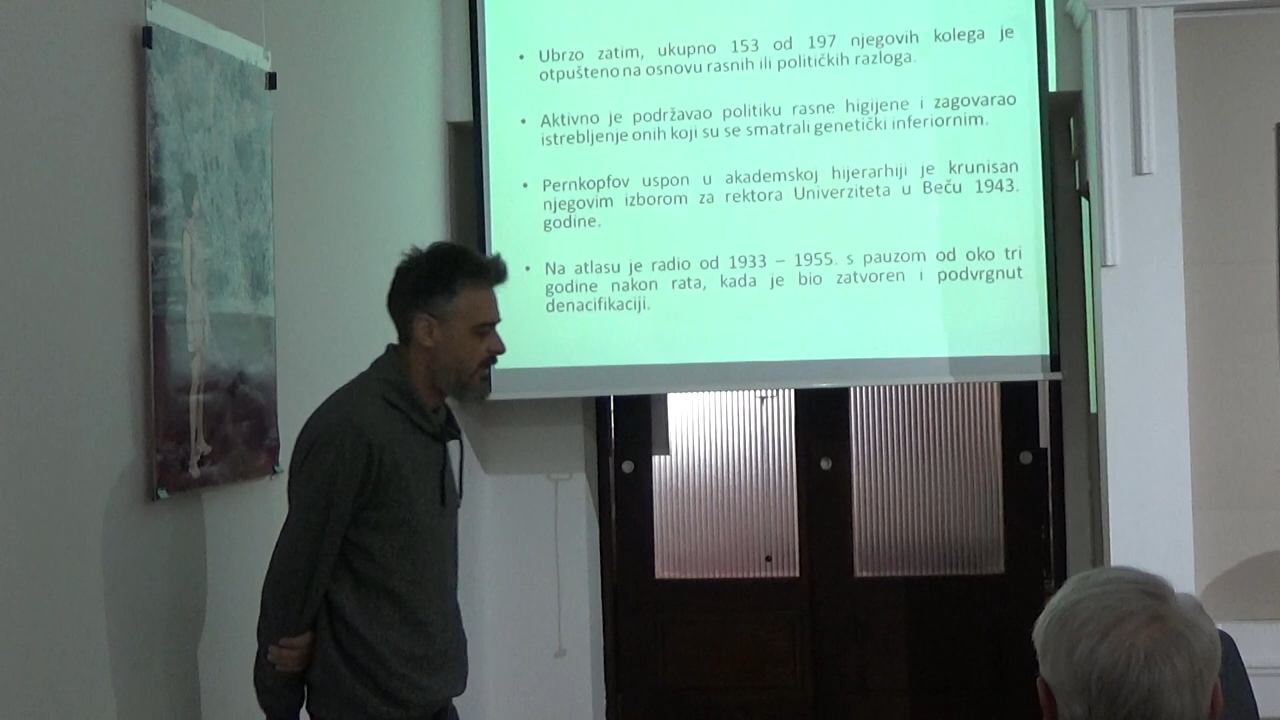 • Ubrzo zatim, ukupno 153 od 197 njegovih kolega je
otpušteno na osnovu rasnih ili političkih razloga.
• Aktivno je podržavao politiku rasne higijene i zagovarao
istrebljenje onih koji su se smatrali genetički inferiornim.
• Pernkopfov uspon u akademskoj hijerarhiji je krunisan
njegovim izborom za rektora Univerziteta u Beču 1943.
godine.
• Na atlasu je radio od 1933 – 1955. s pauzom od oko tri
godine nakon rata, kada je bio zatvoren i podvrgnut
denacifikaciji.